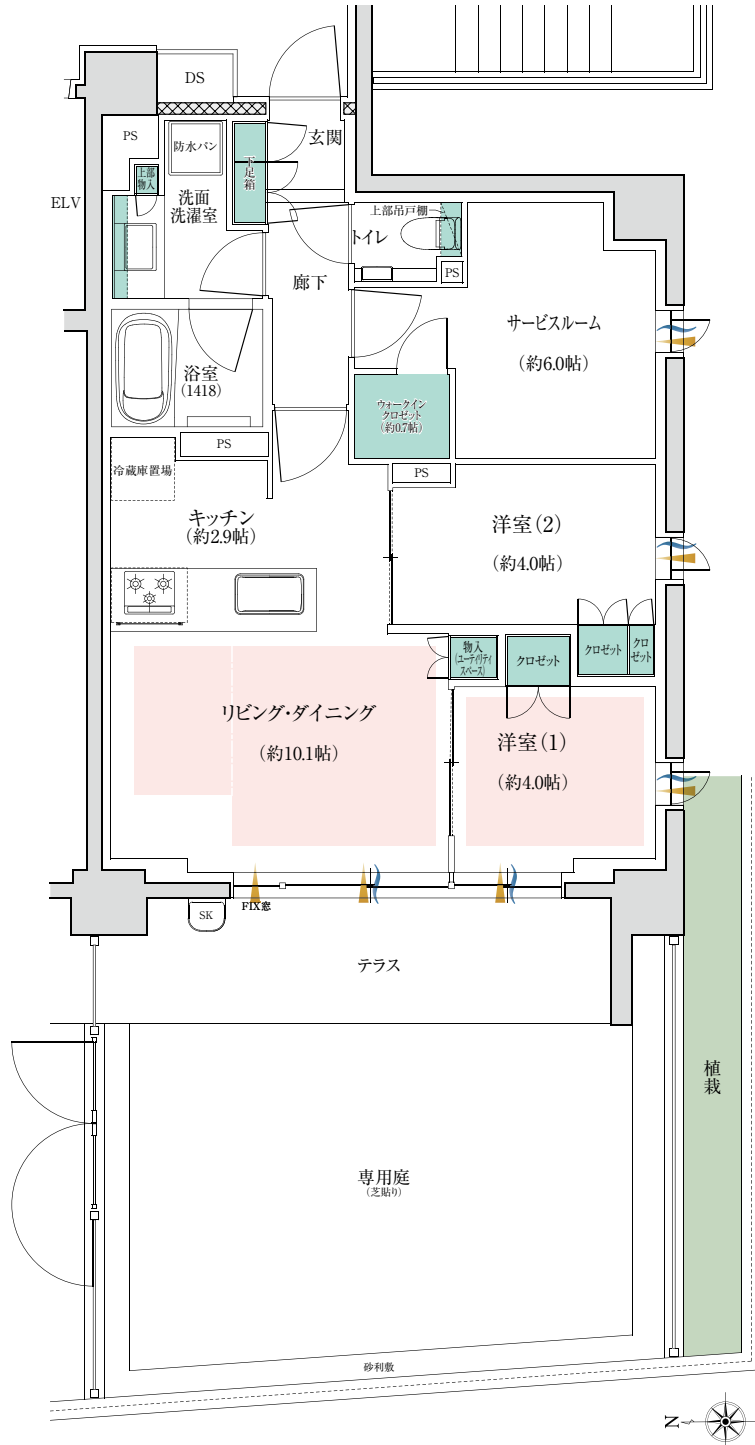 DS
PS
防水パン
下足箱
玄関
上部
物入
洗面
洗濯室
ELV
上部吊戸棚
トイレ
PS
廊下
サービスルーム
(約6.0帖)
浴室
(1418)
ウォークイン
クロゼット
(約0.7帖)
PS
PS
冷蔵庫置場
キッチン
(約2.9帖)
洋室(2)
(約4.0帖)
物入
(ユーティリティ
スペース)
クロゼット
クロゼット
クロ
ゼット
リビング・ダイニング
(約10.1帖)
洋室(1)
(約4.0帖)
SK
FIX窓
テラス
植栽
専用庭
(芝貼り)
砂利敷
N